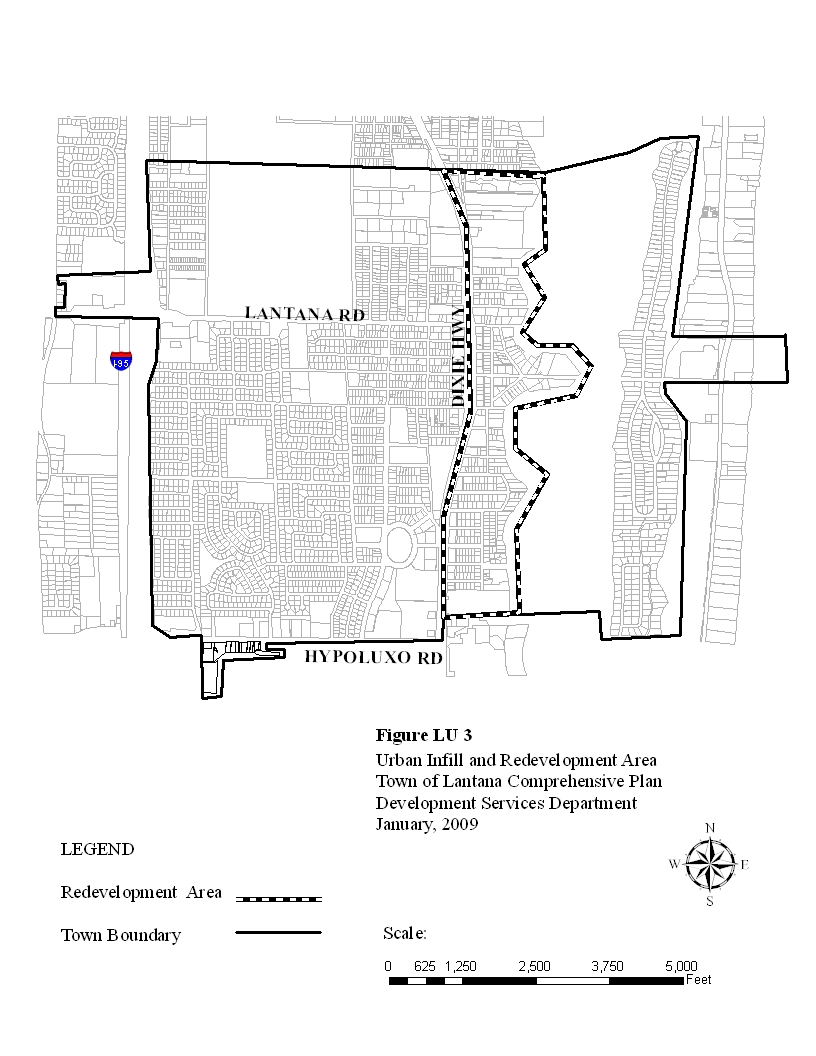 LANTANA RD
DIXIE HWY
I-95
HYPOLUXO RD
Figure LU 3
Urban Infill and Redevelopment Area
Town of Lantana Comprehensive Plan
Development Services Department
January, 2009
N
W E
S
LEGEND
Redevelopment Area
Town Boundary
Scale:
0 625 1,250 2,500 3,750 5,000
Feet